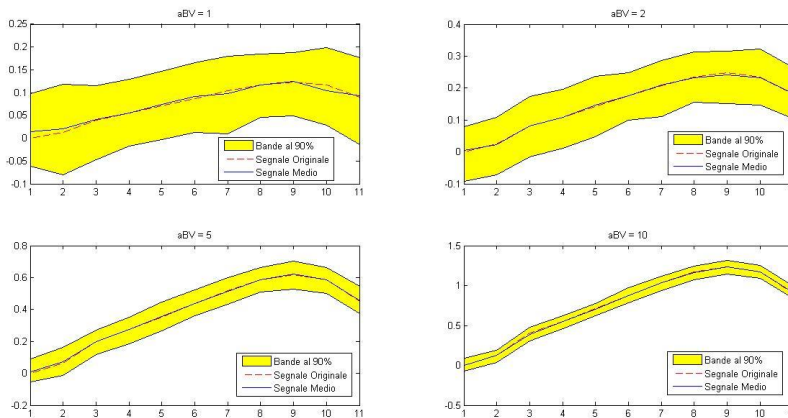 aBV = 1
0.25
0.2
0.15
0.1
0.05
0
-0.05
-0.1
1 2 3 4 5 6 7 8 9 10 11
Bande al 90%
Segnale Originale
Segnale Medio
aBV = 2
0.4
0.3
0.2
0.1
0
-0.1
1 2 3 4 5 6 7 8 9 10
Bande al 90%
Segnale Originale
Segnale Medio
aBV = 5
0.8
0.6
0.4
0.2
0
-0.2
1 2 3 4 5 6 7 8 9 10 11
Bande al 90%
Segnale Originale
Segnale Medio
aBV = 10
1.5
1
0.5
0
-0.5
1 2 3 4 5 6 7 8 9 10
Bande al 90%
Segnale Originale
Segnale Medio